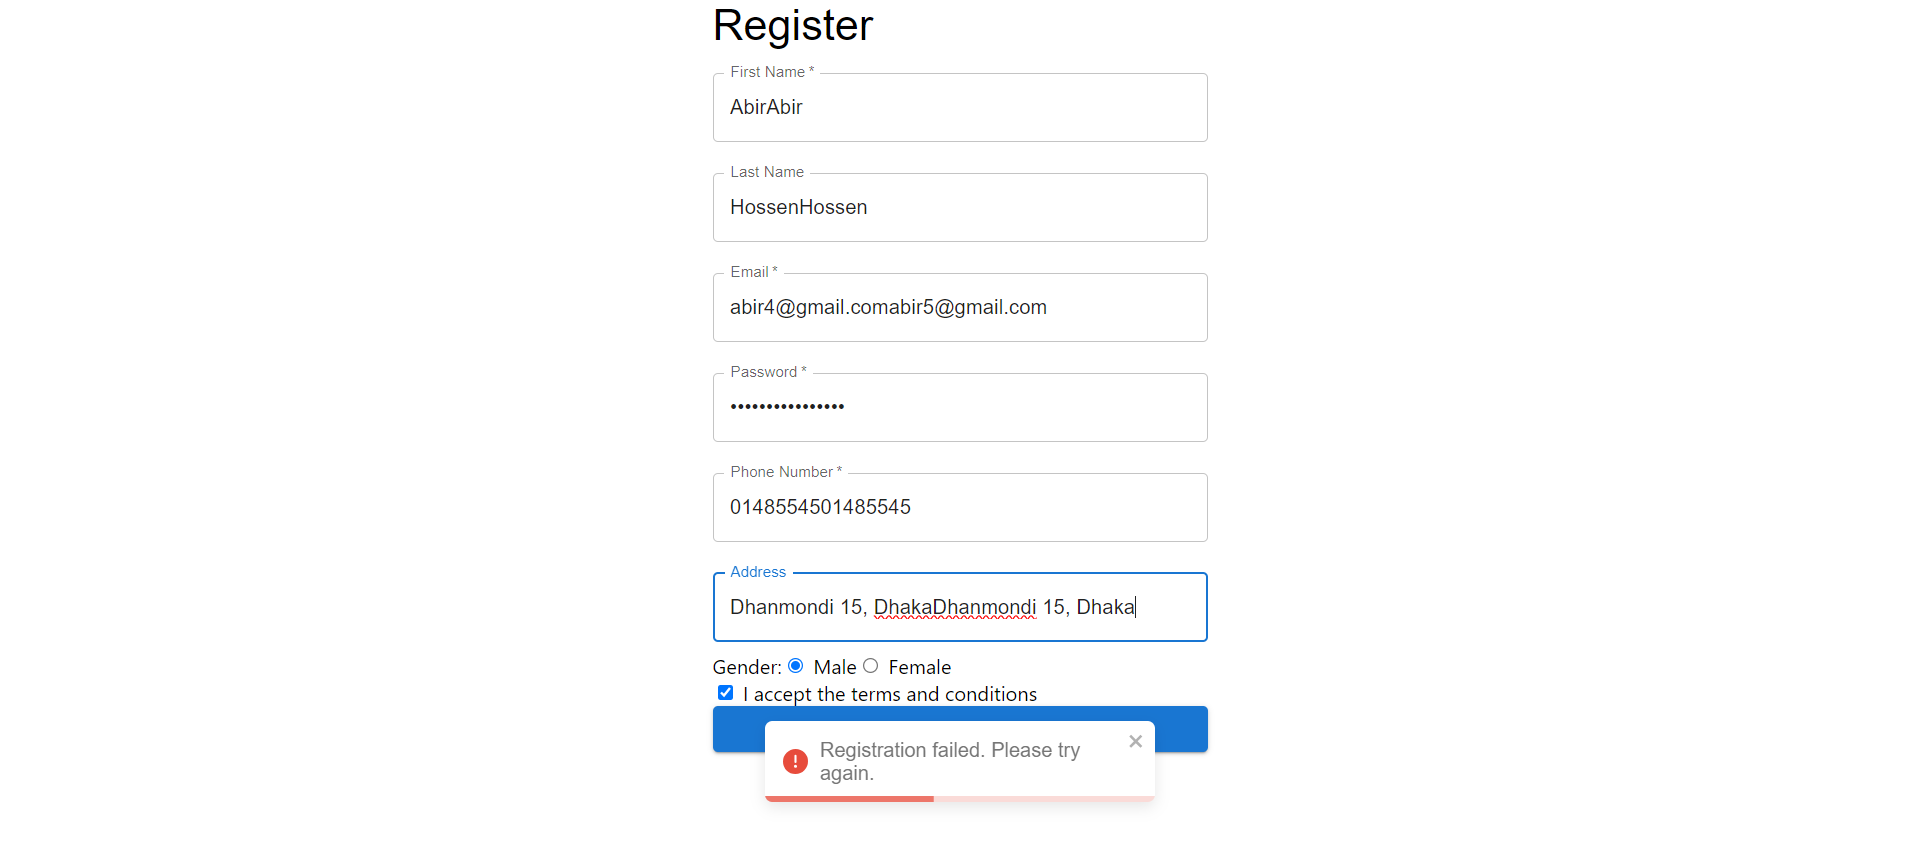 Register
First Name *
AbirAbir
Last Name
HossenHossen
Email *
abir4@gmail.comabir5@gmail.com
Password *
••••••••••••••••
Phone Number *
0148554501485545
Address
Dhanmondi 15, DhakaDhanmondi 15, Dhaka
Gender: Male Female
I accept the terms and conditions
Registration failed. Please try
again.